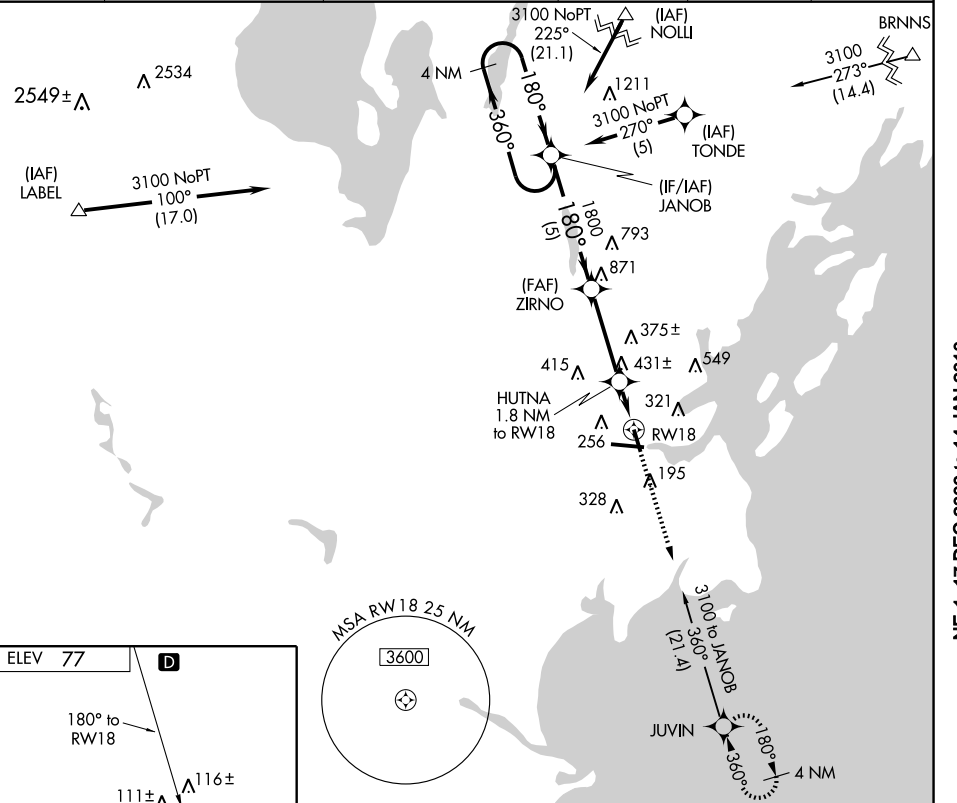 3100 NoPT
225°
(21.1)
(IAF)
NOLLI
BRNNS
3100
273°
(14.4)
2534
2549±
4 NM
180°
360°
1211
3100 NoPT
270°
(5)
(IAF)
TONDE
(IAF)
LABEL
3100 NoPT
100°
(17.0)
(IF/IAF)
JANOB
1800
180°
(5)
793
871
(FAF)
ZIRNO
375±
415
431±
549
HUTNA
1.8 NM
to RW18
321
256
RW18
195
328
MSA RW18 25 NM
3600
3100 to JANOB
360°
(21.4)
JUVIN
180°
360°
4 NM
ELEV 77
D
180° to
RW18
116±
111±